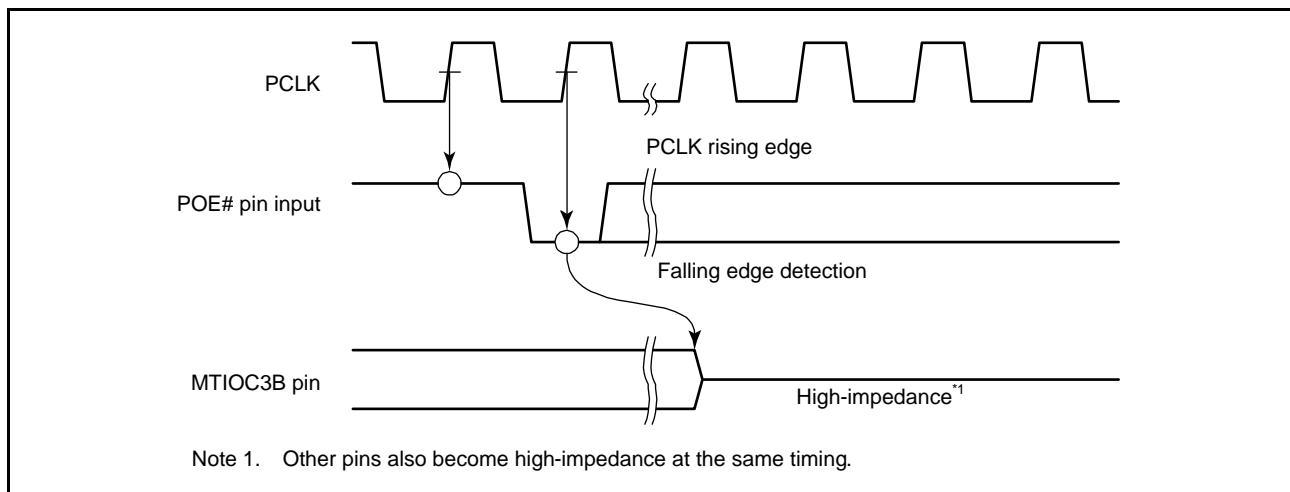 PCLK
PCLK rising edge
POE# pin input
Falling edge detection
MTIOC3B pin
High-impedance*1
Note 1. Other pins also become high-impedance at the same timing.